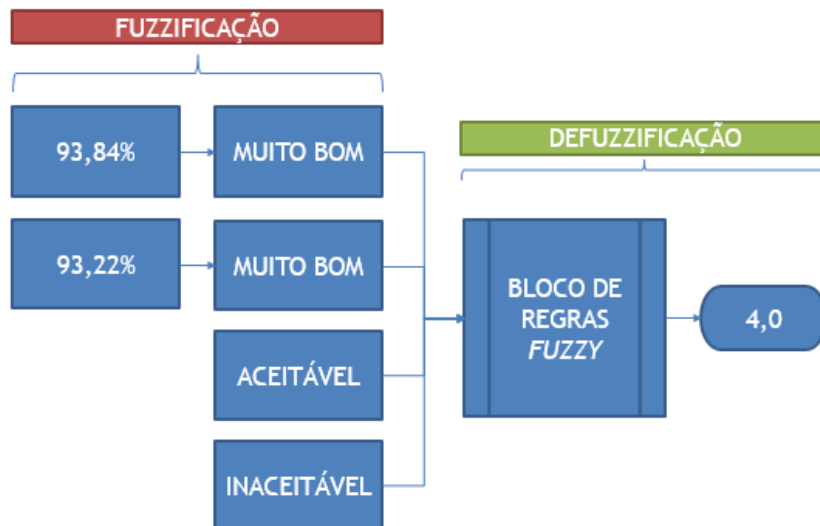 FUZZIFICAÇÃO
93,84%
MUITO BOM
DEFUZZIFICAÇÃO
93,22%
MUITO BOM
BLOCO DE
REGRAS
FUZZY
4,0
ACEITÁVEL
INACEITÁVEL